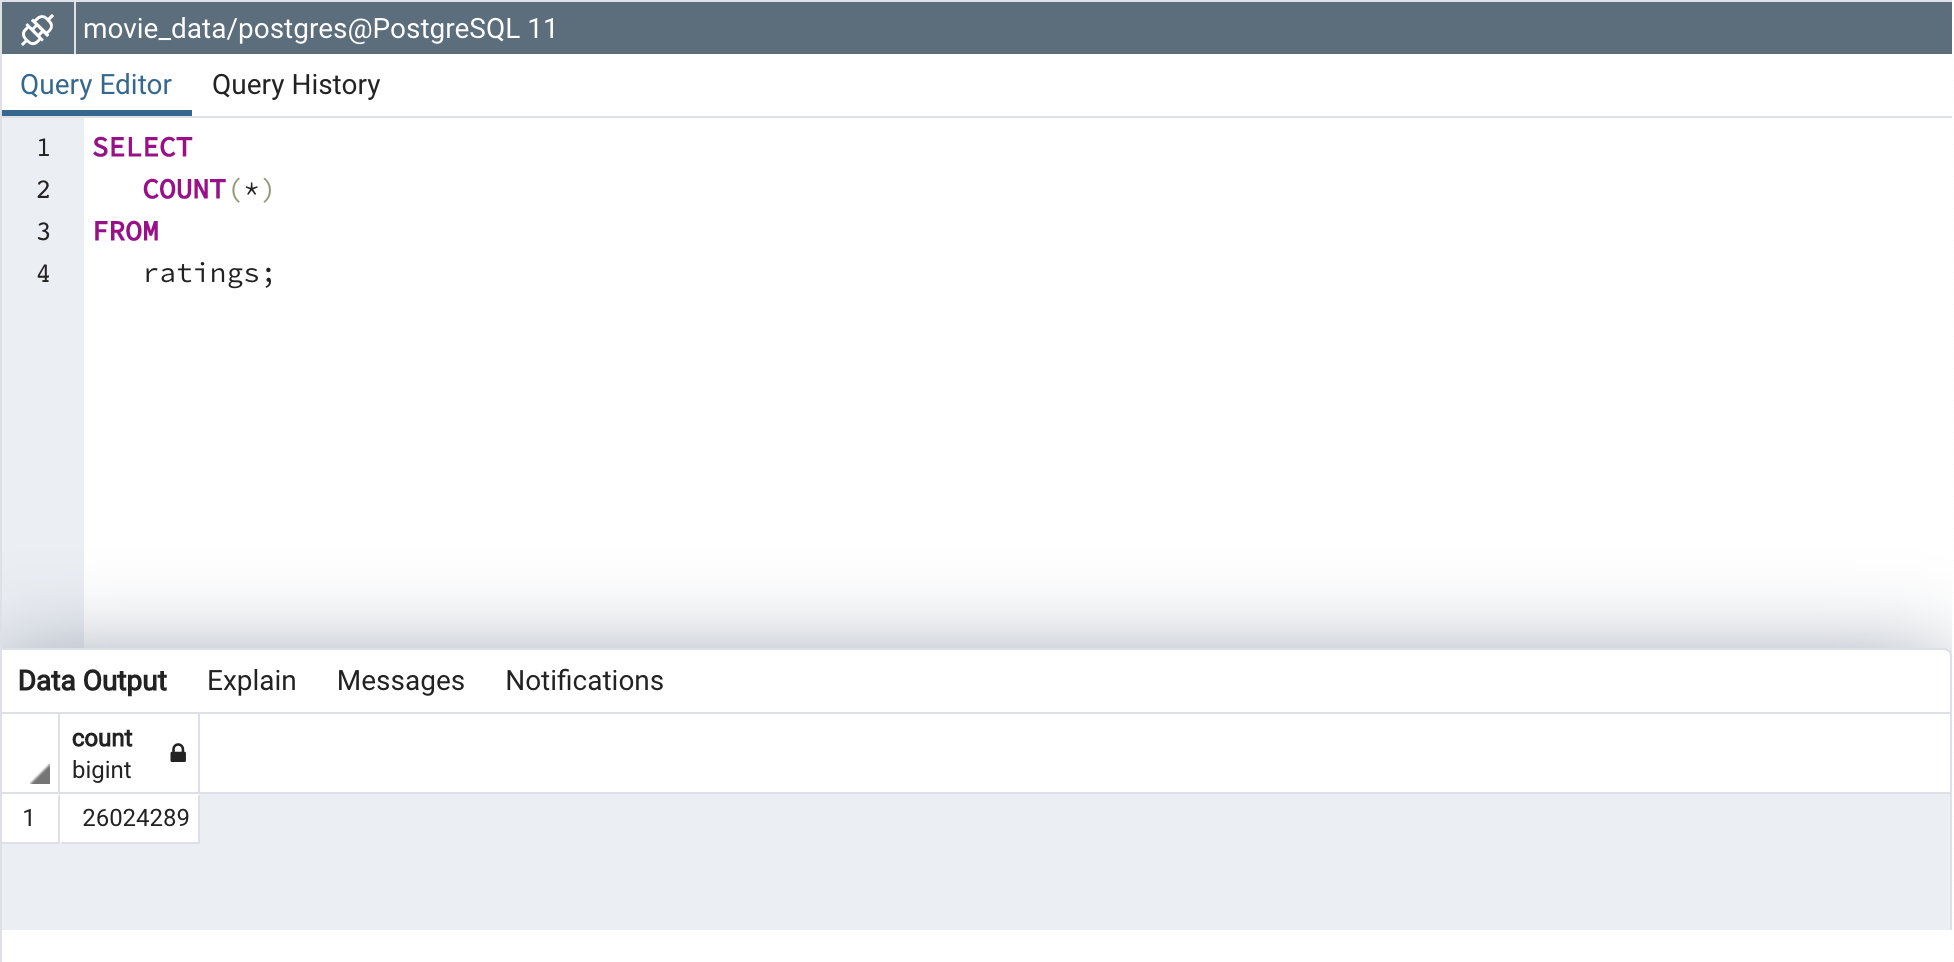 movie_data/postgres@PostgreSQL 11
Query Editor Query History
1 SELECT
2 COUNT(*)
3 FROM
4 ratings;
Data Output Explain Messages Notifications
count
bigint
1 26024289